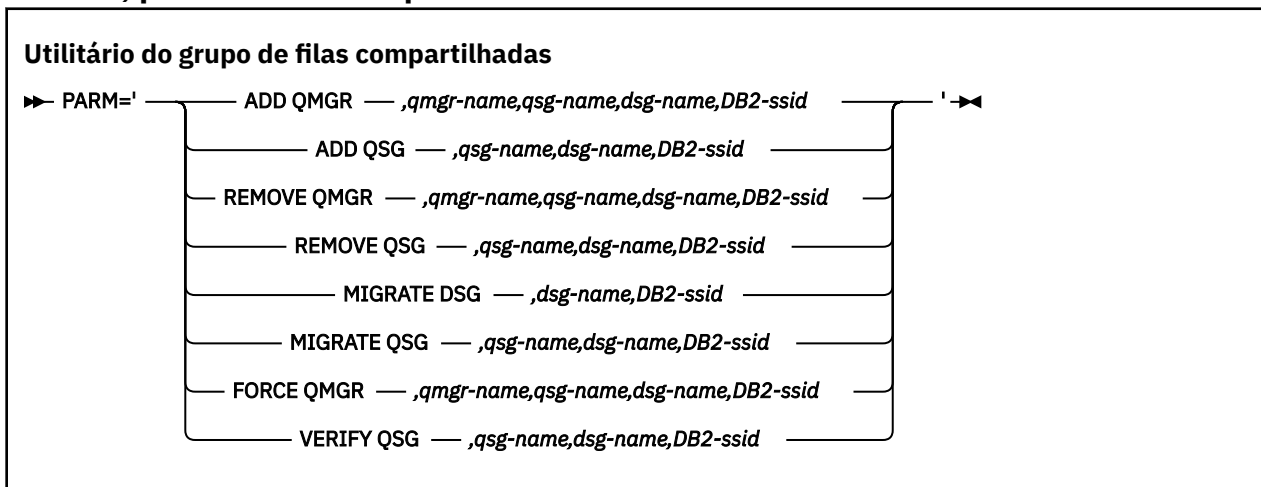 Utilitário do grupo de filas compartilhadas
PARM=' ADD QMGR ,qmgr-name,qsg-name,dsg-name,DB2-ssid '
ADD QSG ,qsg-name,dsg-name,DB2-ssid
REMOVE QMGR ,qmgr-name,qsg-name,dsg-name,DB2-ssid
REMOVE QSG ,qsg-name,dsg-name,DB2-ssid
MIGRATE DSG ,dsg-name,DB2-ssid
MIGRATE QSG ,qsg-name,dsg-name,DB2-ssid
FORCE QMGR ,qmgr-name,qsg-name,dsg-name,DB2-ssid
VERIFY QSG ,qsg-name,dsg-name,DB2-ssid